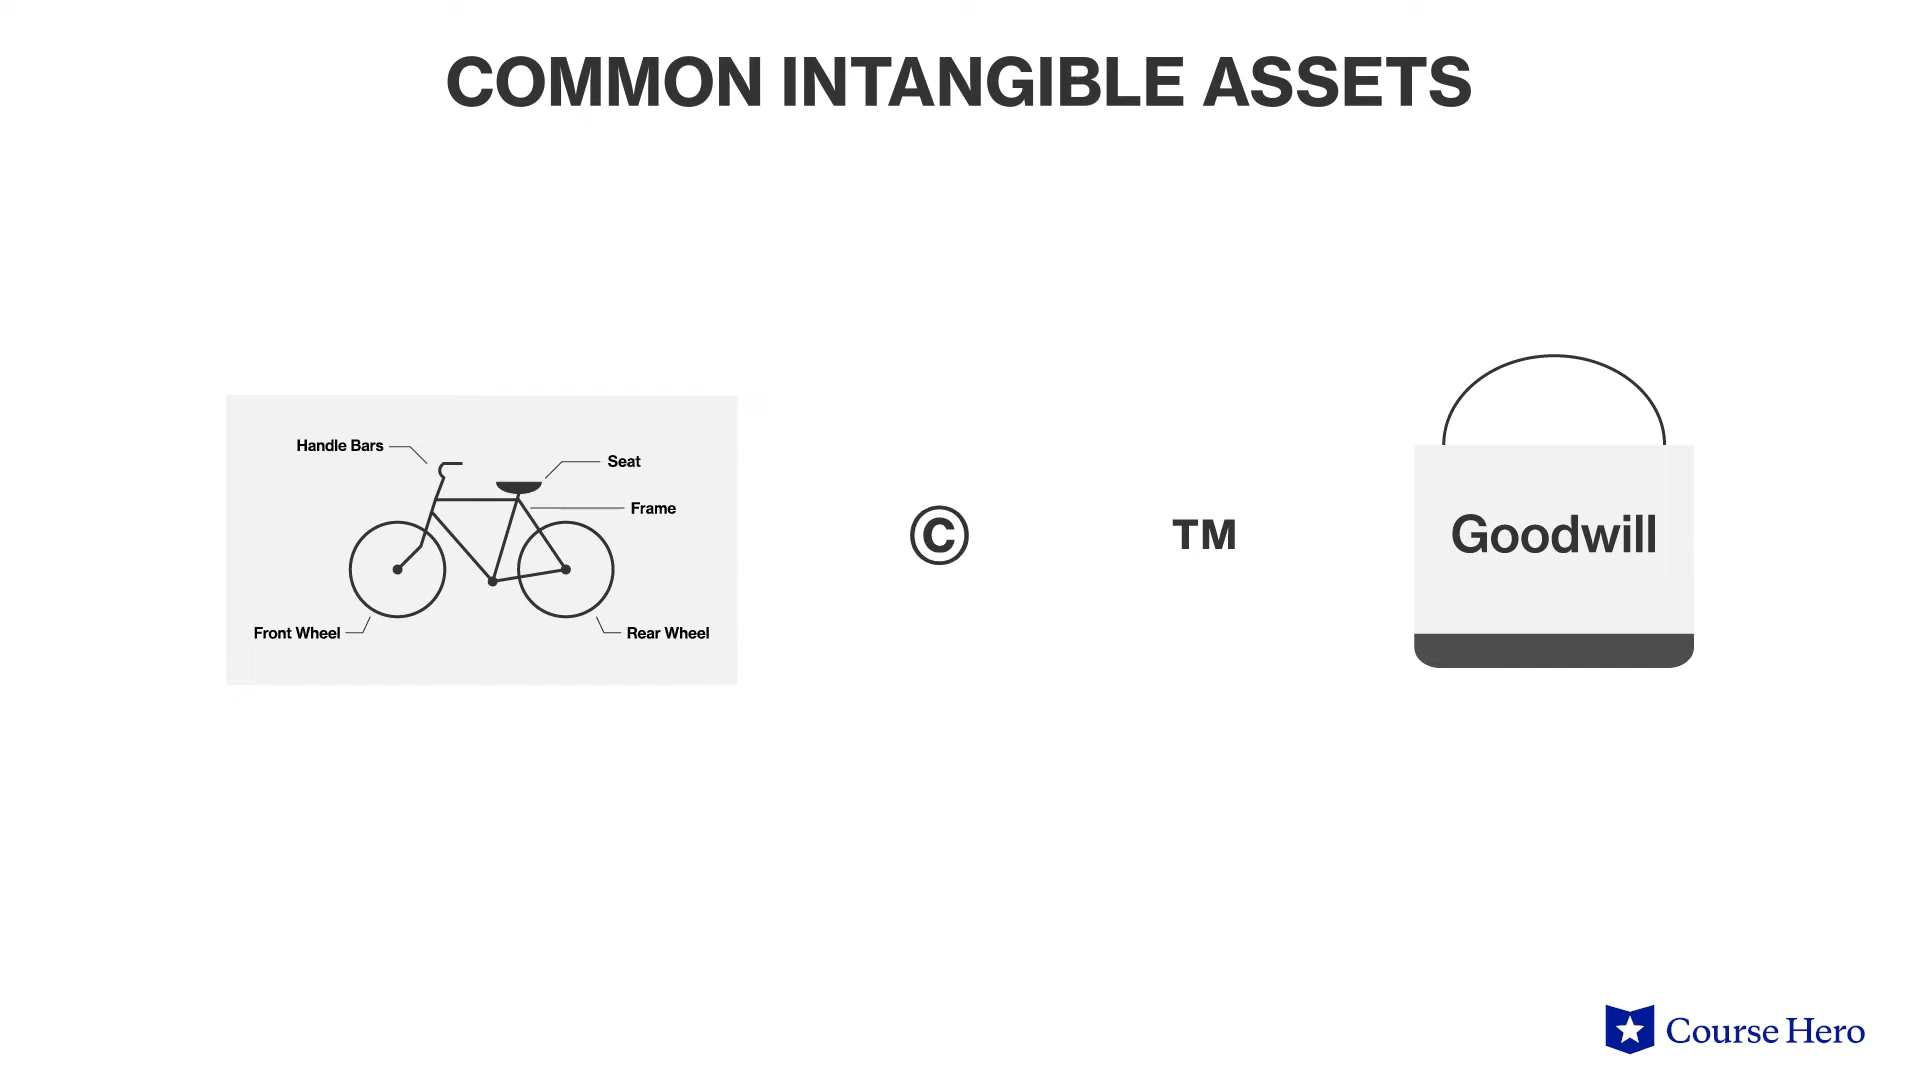 COMMON INTANGIBLE ASSETS
Handle Bars
Seat
Frame
Front Wheel
Rear Wheel
©
TM
Goodwill
Course Hero